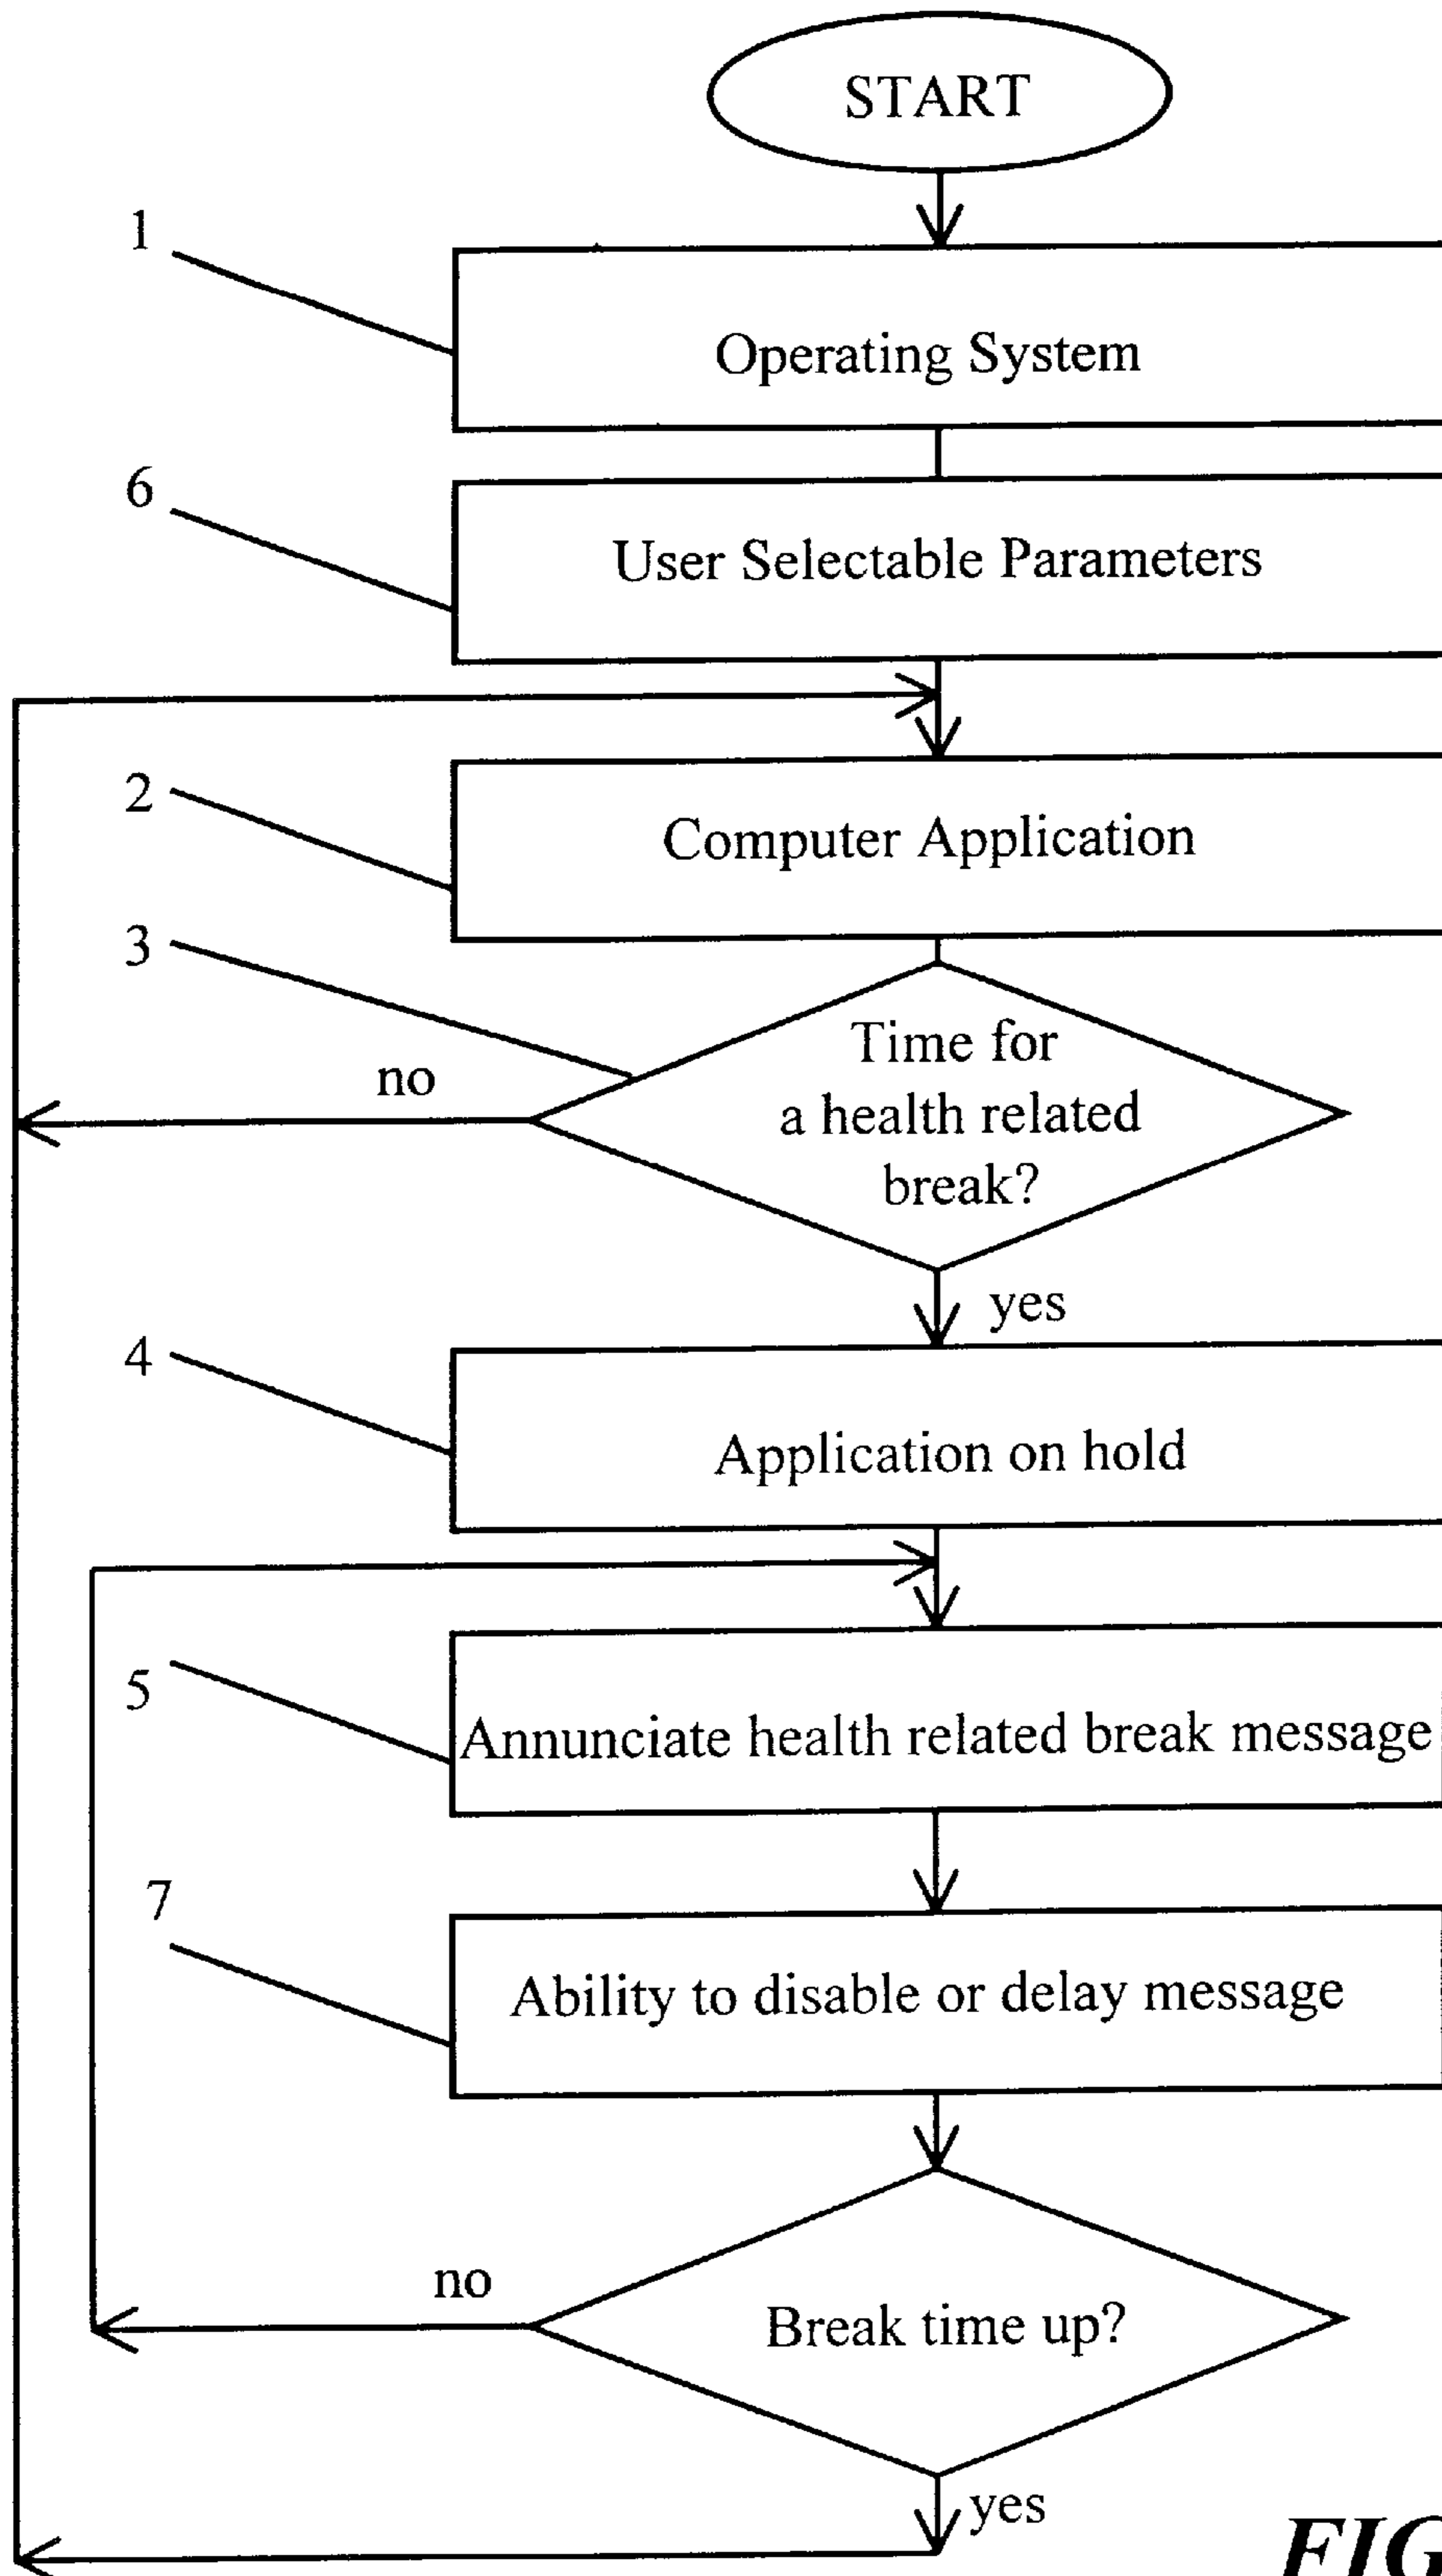 START
1
Operating System
6
User Selectable Parameters
2
Computer Application
3
Time for
a health related
break?
no
yes
4
Application on hold
5
Annunciate health related break message
7
Ability to disable or delay message
no
Break time up?
yes
FIG